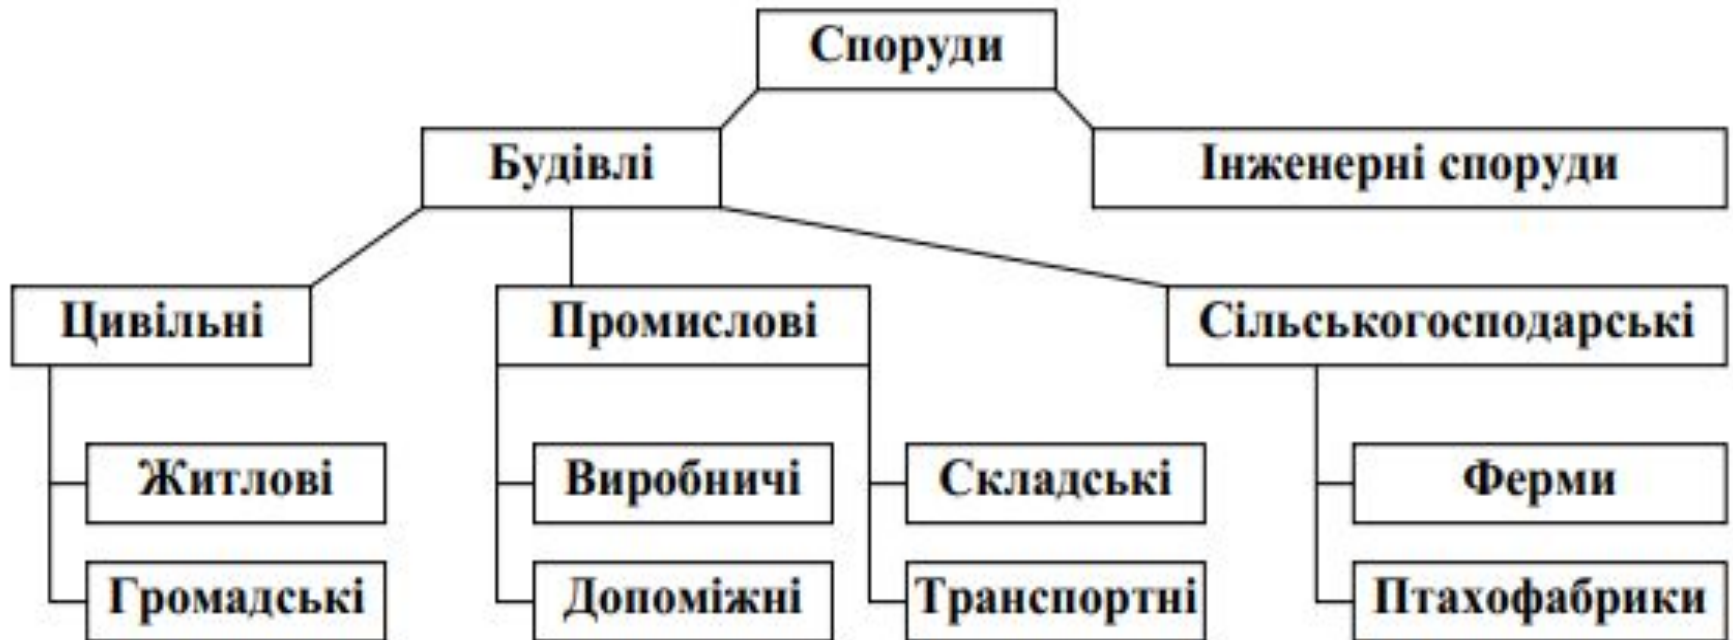 Споруди
Будівлі
Інженерні споруди
Цивільні
Промислові
Сільськогосподарські
Житлові
Виробничі
Складські
Ферми
Громадські
Допоміжні
Транспортні
Птахофабрики